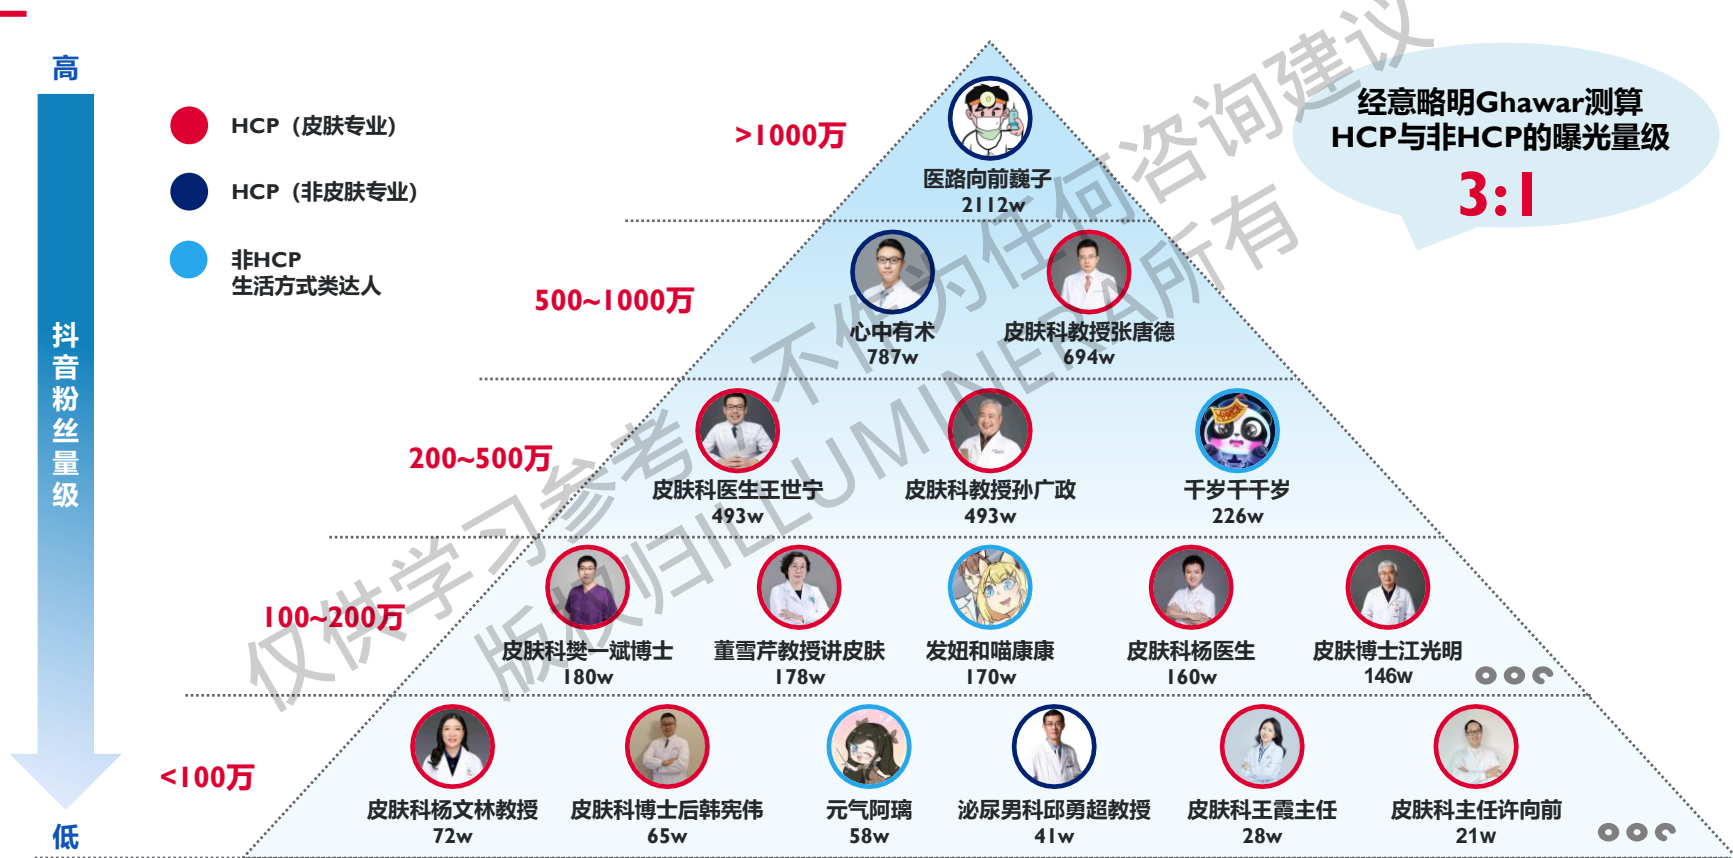 高
抖音粉丝量级
低
HCP（皮肤专业）
HCP（非皮肤专业）
非HCP
生活方式类达人
经意略明Ghawar测算
HCP与非HCP的曝光量级
3:1
>1000万
医路向前巍子
2112w
500~1000万
心中有术
787w
皮肤科教授张唐德
694w
200~500万
皮肤科医生王世宁
493w
皮肤科教授孙广政
493w
千岁千千岁
226w
100~200万
皮肤科樊一斌博士
180w
董雪芹教授讲皮肤
178w
发妞和喵康康
170w
皮肤科杨医生
160w
皮肤博士江光明
146w
<100万
皮肤科杨文林教授
72w
皮肤科博士后韩宪伟
65w
元气阿璃
58w
泌尿男科邱勇超教授
41w
皮肤科王霞主任
28w
皮肤科主任许向前
21w
仅供学习参考，不作为任何咨询建议
版权归ILLUMINERA所有